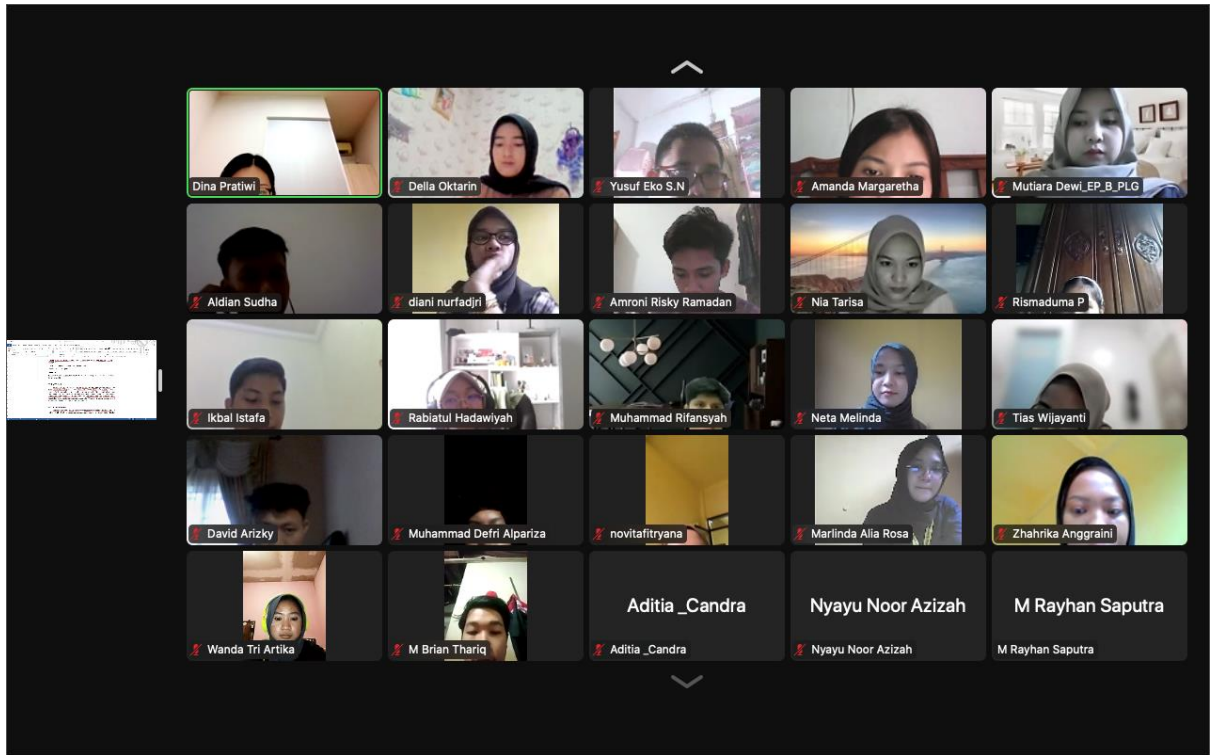 Dina Pratiwi
Della Oktarin
Yusuf Eko S.N
Amanda Margaretha
Mutiara Dewi_EP_B_PLG
Aldian Sudha
diani nurfadjri
Amroni Risky Ramadan
Nia Tarisa
Rismaduma P
Ikbal Istafa
Rabiatul Hadawiyah
Muhammad Rifansyah
Neta Melinda
Tias Wijayanti
David Arizky
Muhammad Defri Alpariza
novitafitryana
Marlinda Alia Rosa
Zhahrika Anggraini
Wanda Tri Artika
M Brian Thariq
Aditia _Candra
Aditia _Candra
Nyayu Noor Azizah
Nyayu Noor Azizah
M Rayhan Saputra
M Rayhan Saputra